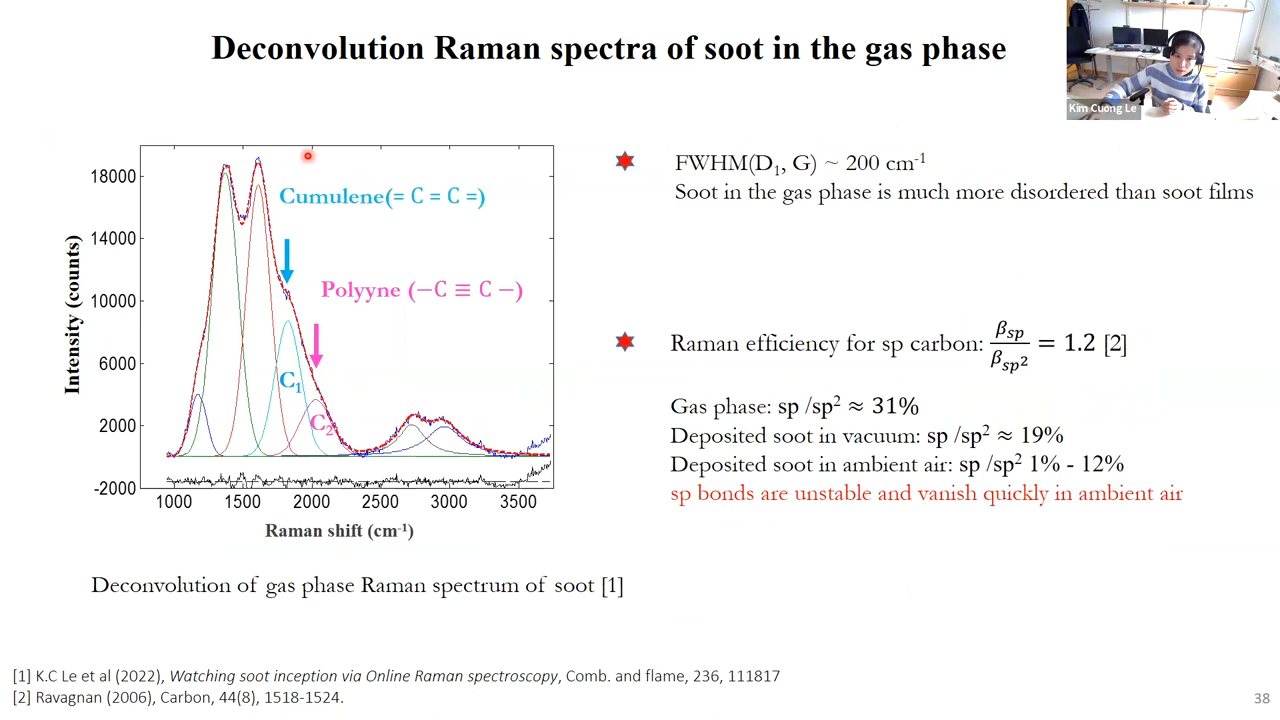 Deconvolution Raman spectra of soot in the gas phase
Kim Cuong Le
18000
14000
10000
6000
2000
-2000
Intensity (counts)
Cumulene(= C = C =)
Polyyne (−C ≡ C −)
C₁
C₂
1000 1500 2000 2500 3000 3500
Raman shift (cm⁻¹)
Deconvolution of gas phase Raman spectrum of soot [1]
FWHM(D₁, G) ~ 200 cm⁻¹
Soot in the gas phase is much more disordered than soot films
Raman efficiency for sp carbon: βsp/βsp² = 1.2 [2]
Gas phase: sp /sp² ≈ 31%
Deposited soot in vacuum: sp /sp² ≈ 19%
Deposited soot in ambient air: sp /sp² 1% - 12%
sp bonds are unstable and vanish quickly in ambient air
[1] K.C Le et al (2022), Watching soot inception via Online Raman spectroscopy, Comb. and flame, 236, 111817
[2] Ravagnan (2006), Carbon, 44(8), 1518-1524.
38